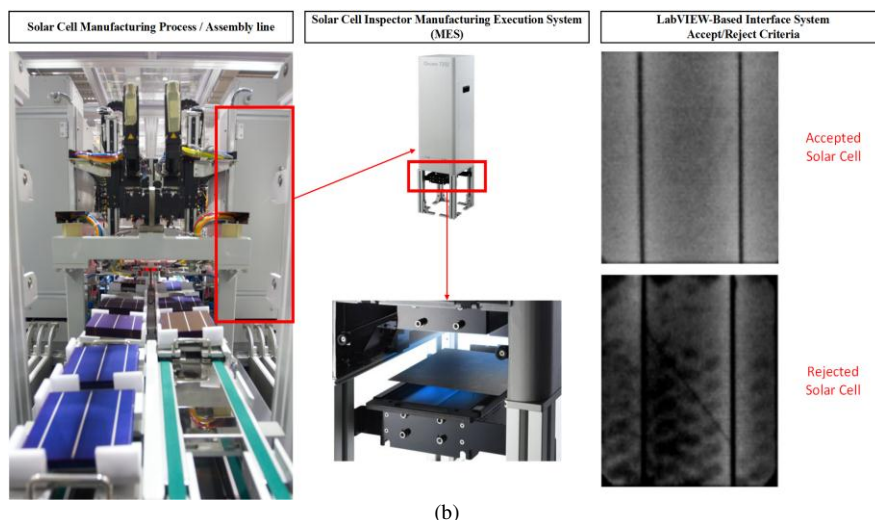 Solar Cell Manufacturing Process / Assembly line
Solar Cell Inspector Manufacturing Execution System
(MES)
LabVIEW-Based Interface System
Accept/Reject Criteria
Accepted
Solar Cell
Rejected
Solar Cell
(b)